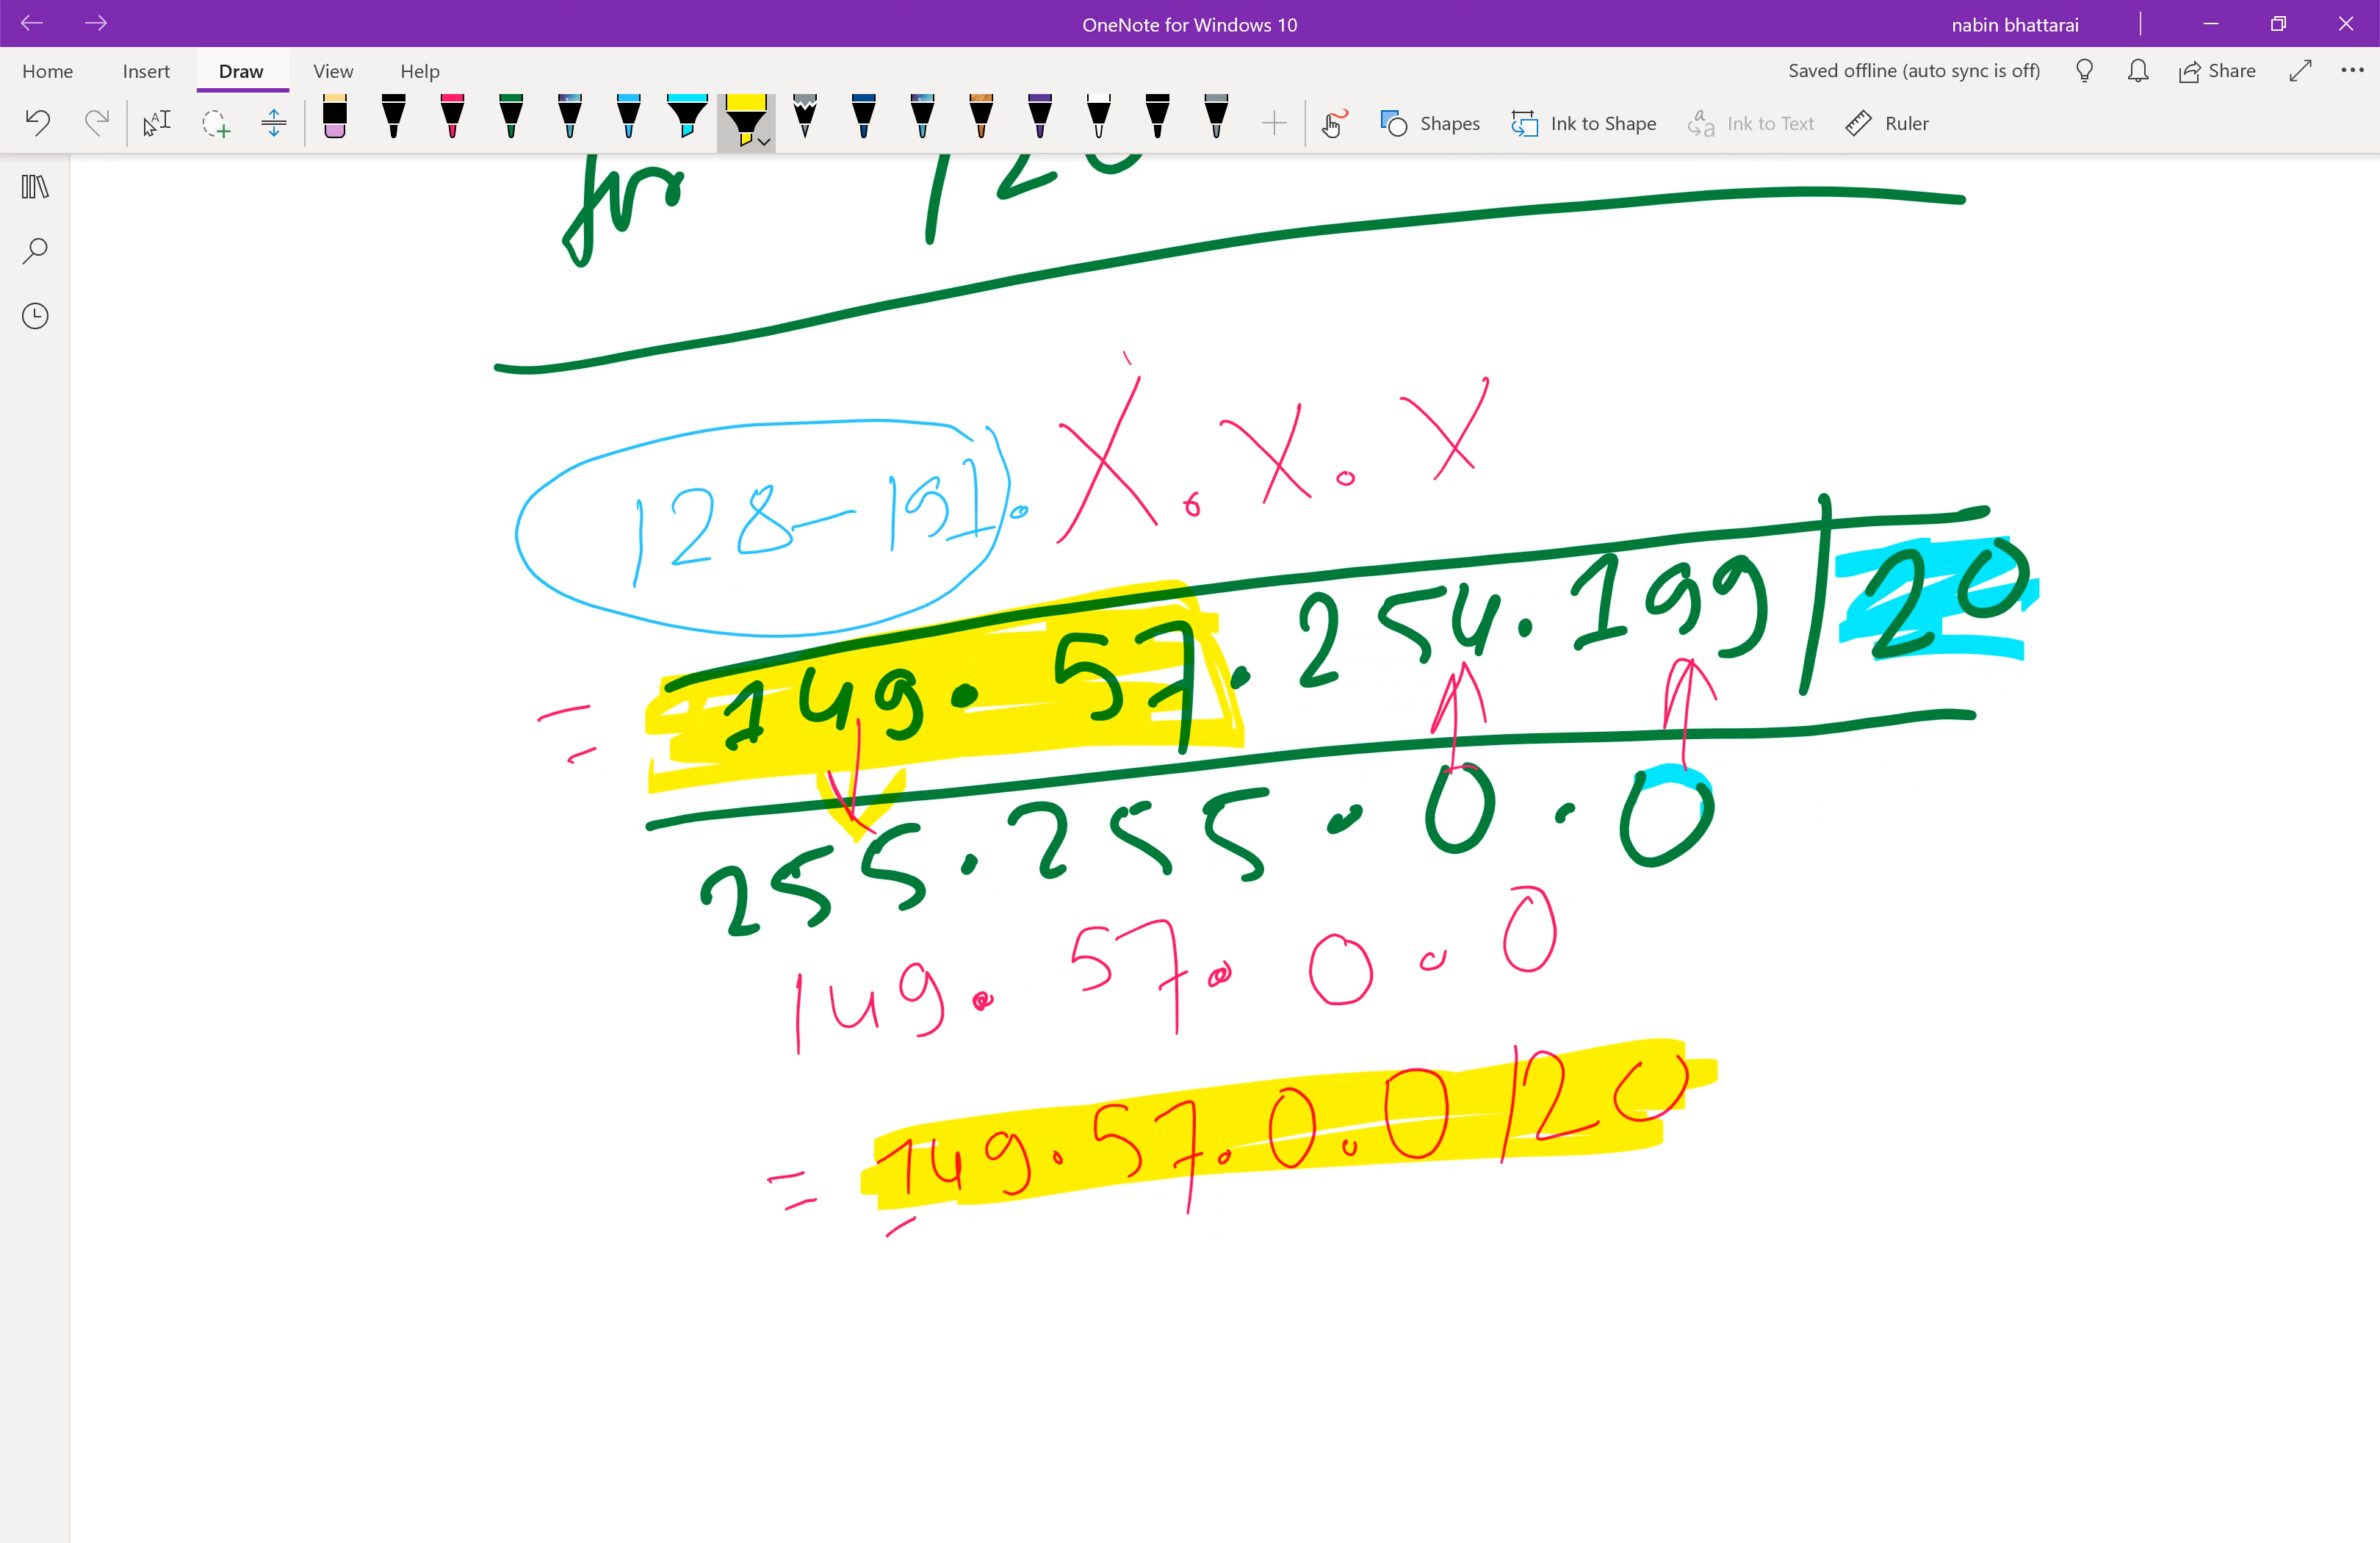 OneNote for Windows 10
nabin bhattarai
Home Insert Draw View Help
Saved offline (auto sync is off)
Share
Shapes Ink to Shape Ink to Text Ruler
for /20
128-191. X. X. X
= 149. 57. 254. 199/20
255.255.0.0
149. 57. 0. 0
= 149.57.0.0/20